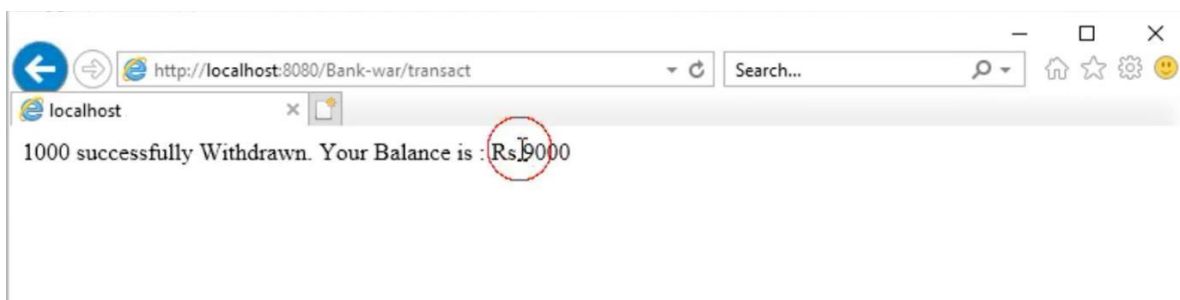 http://localhost:8080/Bank-war/transact
Search...
localhost
1000 successfully Withdrawn. Your Balance is : Rs.9000